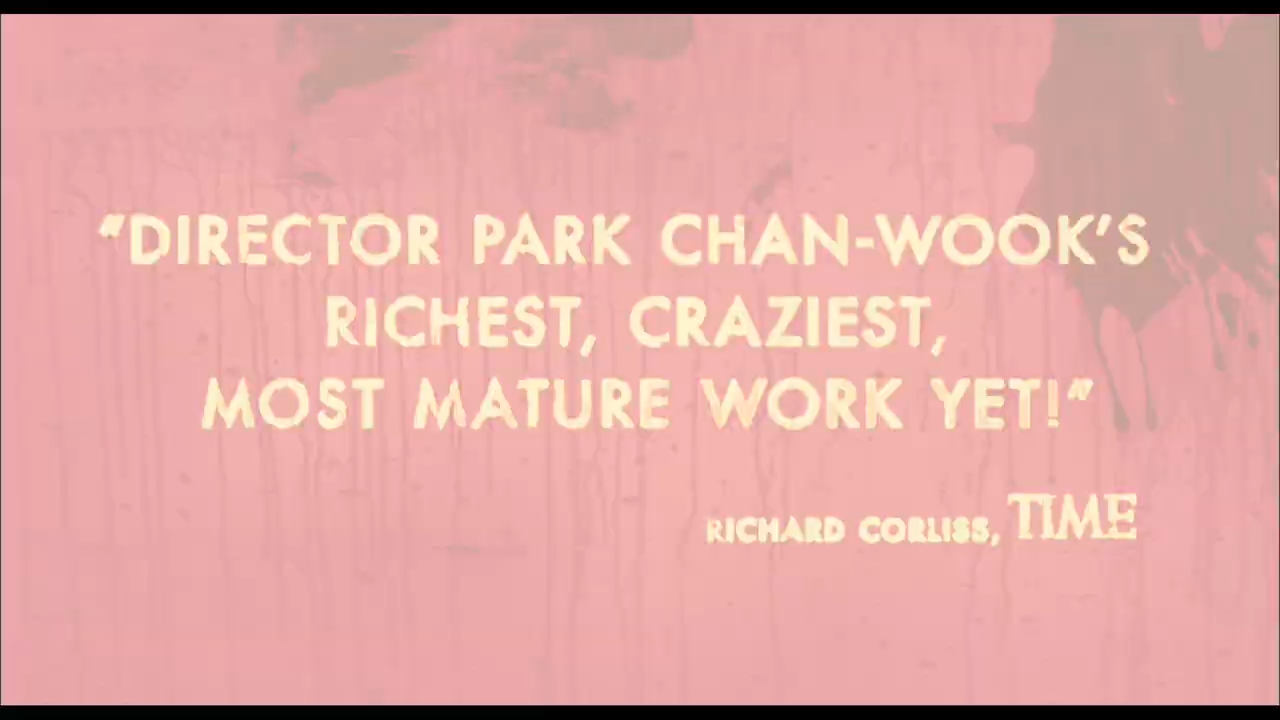 "DIRECTOR PARK CHAN-WOOK'S
RICHEST, CRAZIEST,
MOST MATURE WORK YET!"
RICHARD CORLISS, TIME